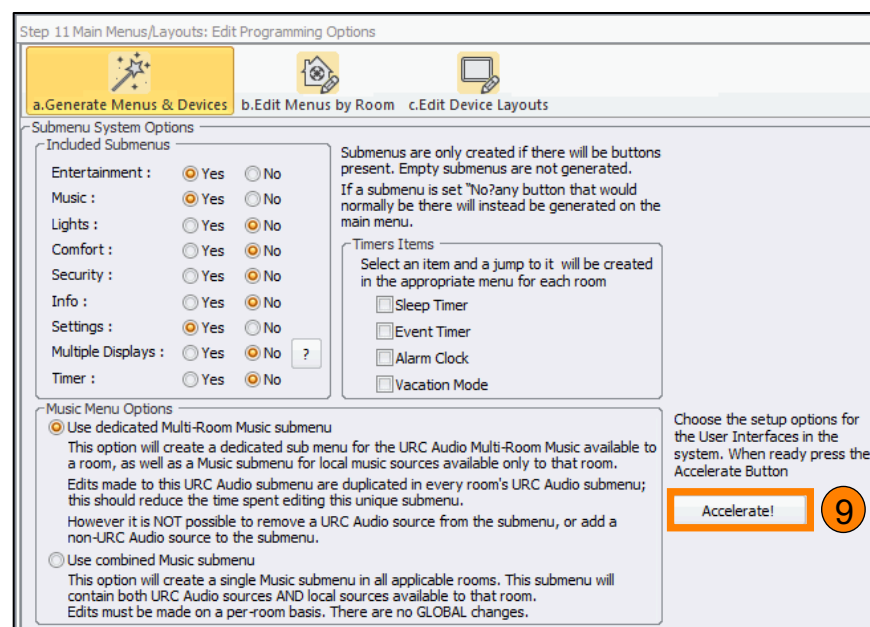 Step 11 Main Menus/Layouts: Edit Programming Options
a.Generate Menus & Devices
b.Edit Menus by Room
c.Edit Device Layouts
Submenu System Options
Included Submenus
Entertainment : Yes No
Music : Yes No
Lights : Yes No
Comfort : Yes No
Security : Yes No
Info : Yes No
Settings : Yes No
Multiple Displays : Yes No ?
Timer : Yes No
Submenus are only created if there will be buttons
present. Empty submenus are not generated.
If a submenu is set "No?any button that would
normally be there will instead be generated on the
main menu.
Timers Items
Select an item and a jump to it will be created
in the appropriate menu for each room
Sleep Timer
Event Timer
Alarm Clock
Vacation Mode
Music Menu Options
Use dedicated Multi-Room Music submenu
This option will create a dedicated sub menu for the URC Audio Multi-Room Music available to
a room, as well as a Music submenu for local music sources available only to that room.
Edits made to this URC Audio submenu are duplicated in every room's URC Audio submenu;
this should reduce the time spent editing this unique submenu.
However it is NOT possible to remove a URC Audio source from the submenu, or add a
non-URC Audio source to the submenu.
Use combined Music submenu
This option will create a single Music submenu in all applicable rooms. This submenu will
contain both URC Audio sources AND local sources available to that room.
Edits must be made on a per-room basis. There are no GLOBAL changes.
Choose the setup options for
the User Interfaces in the
system. When ready press the
Accelerate Button
Accelerate!
9